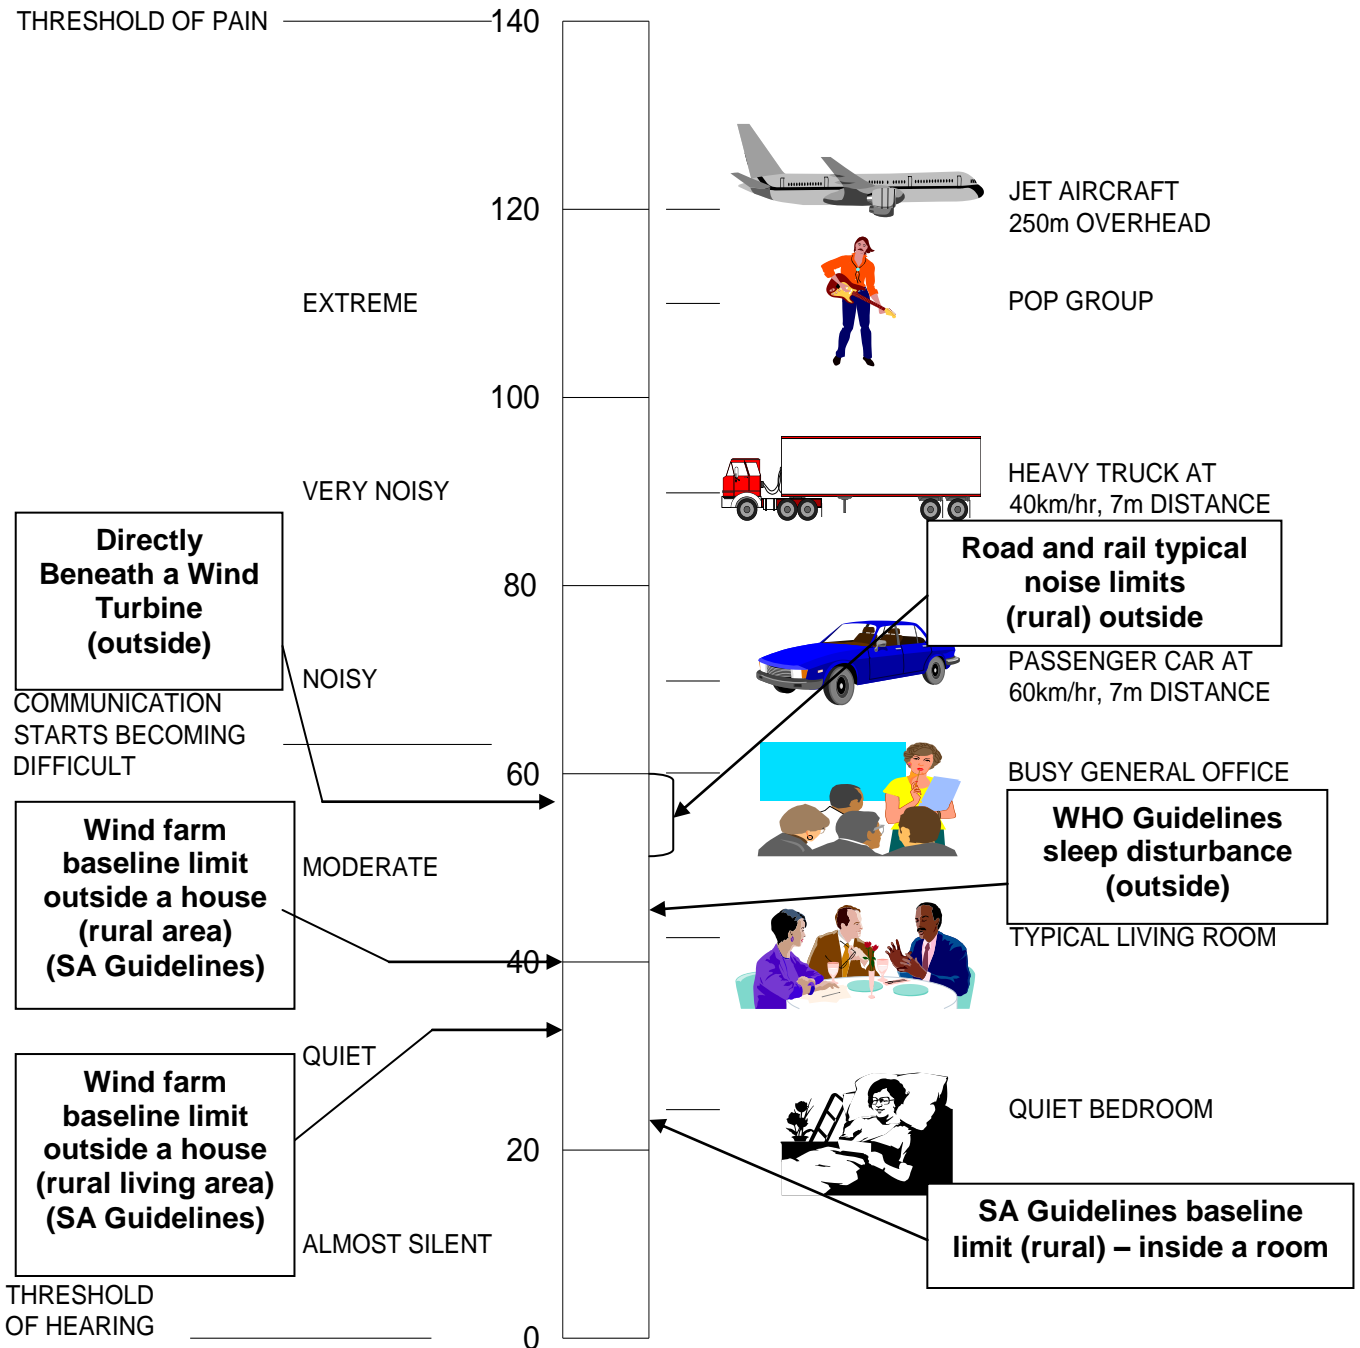 THRESHOLD OF PAIN
140
120
JET AIRCRAFT
250m OVERHEAD
EXTREME
POP GROUP
100
VERY NOISY
HEAVY TRUCK AT
40km/hr, 7m DISTANCE
Directly
Beneath a Wind
Turbine
(outside)
Road and rail typical
noise limits
(rural) outside
80
NOISY
PASSENGER CAR AT
60km/hr, 7m DISTANCE
COMMUNICATION
STARTS BECOMING
DIFFICULT
60
BUSY GENERAL OFFICE
Wind farm
baseline limit
outside a house
(rural area)
(SA Guidelines)
MODERATE
WHO Guidelines
sleep disturbance
(outside)
TYPICAL LIVING ROOM
40
QUIET
Wind farm
baseline limit
outside a house
(rural living area)
(SA Guidelines)
QUIET BEDROOM
20
SA Guidelines baseline
limit (rural) – inside a room
ALMOST SILENT
THRESHOLD
OF HEARING
0